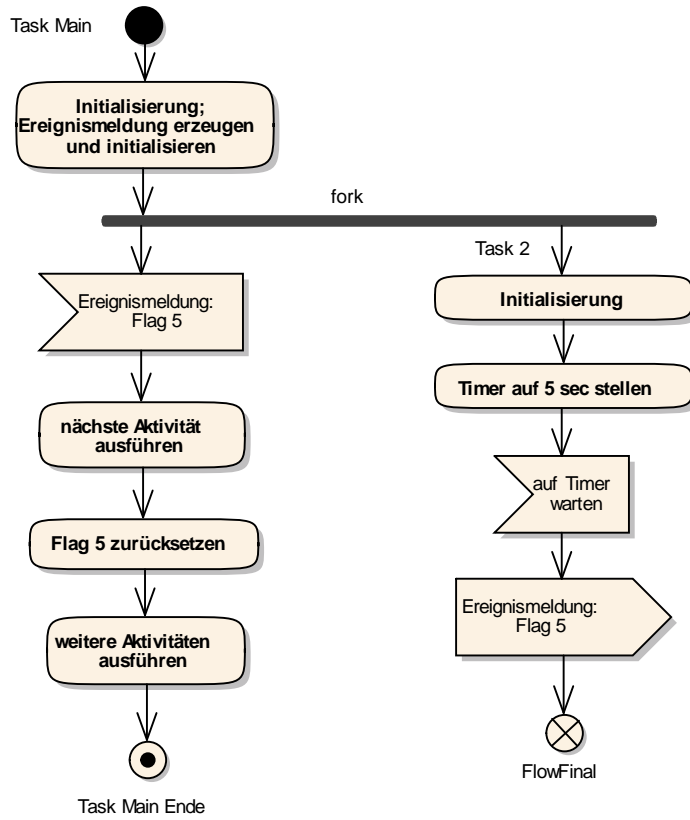 Task Main
Initialisierung;
Ereignismeldung erzeugen
und initialisieren
fork
Ereignismeldung:
Flag 5
nächste Aktivität
ausführen
Flag 5 zurücksetzen
weitere Aktivitäten
ausführen
Task Main Ende
Task 2
Initialisierung
Timer auf 5 sec stellen
auf Timer
warten
Ereignismeldung:
Flag 5
FlowFinal